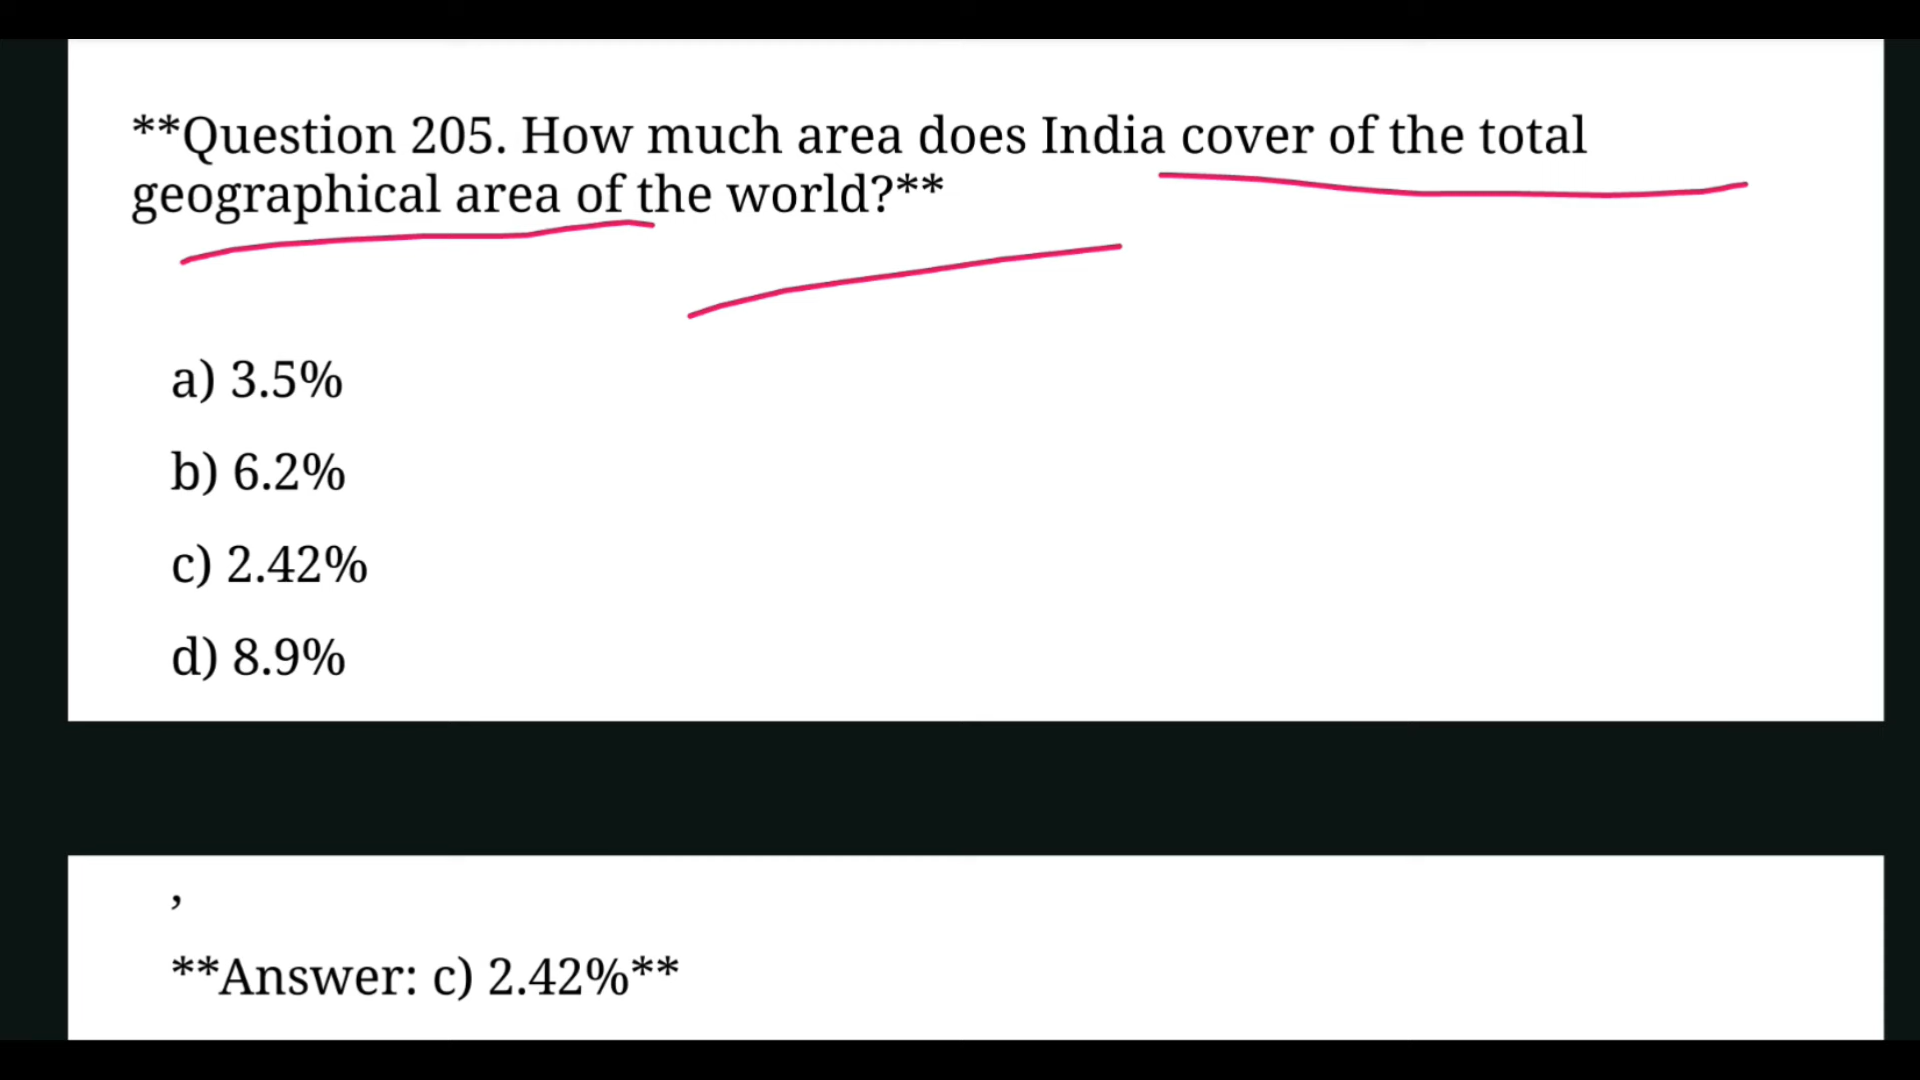 **Question 205. How much area does India cover of the total
geographical area of the world?**
a) 3.5%
b) 6.2%
c) 2.42%
d) 8.9%
,
**Answer: c) 2.42%**